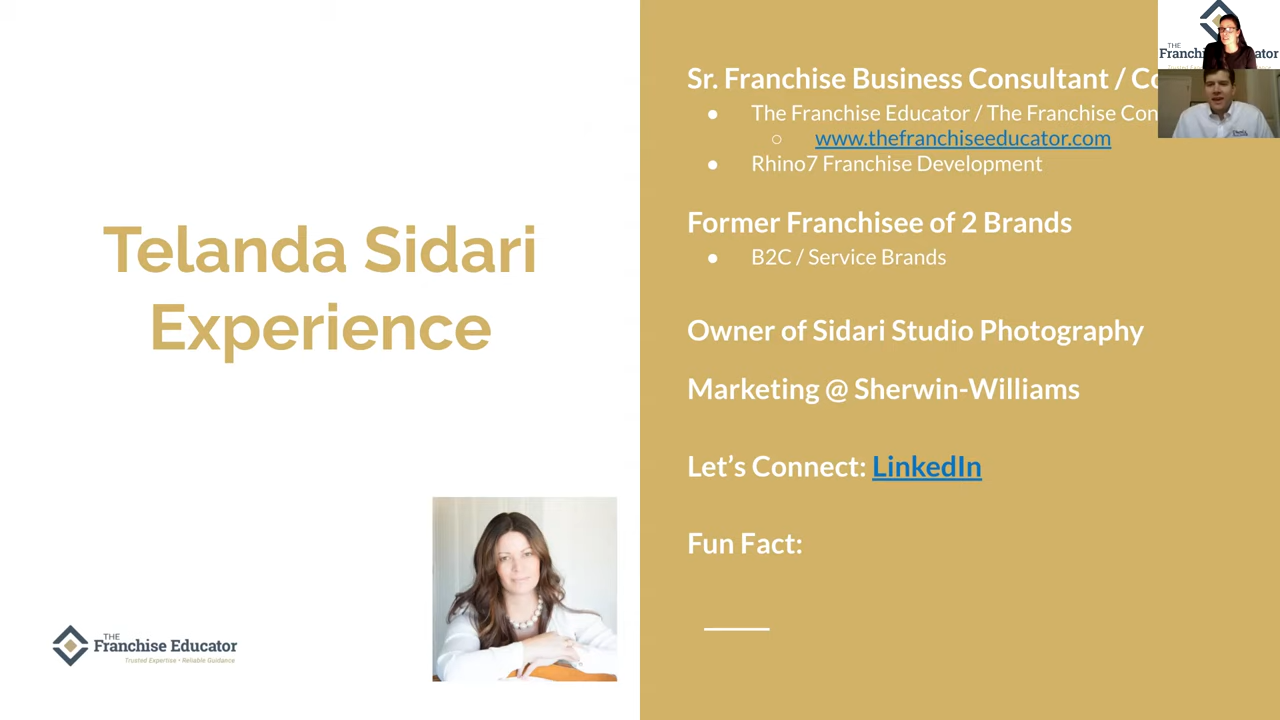 Telanda Sidari
Experience
THE
Franchise Educator
Trusted Expertise • Reliable Guidance
Sr. Franchise Business Consultant / Co
The Franchise Educator / The Franchise Con
www.thefranchiseeducator.com
Rhino7 Franchise Development
Former Franchisee of 2 Brands
B2C / Service Brands
Owner of Sidari Studio Photography
Marketing @ Sherwin-Williams
Let's Connect: LinkedIn
Fun Fact:
THE